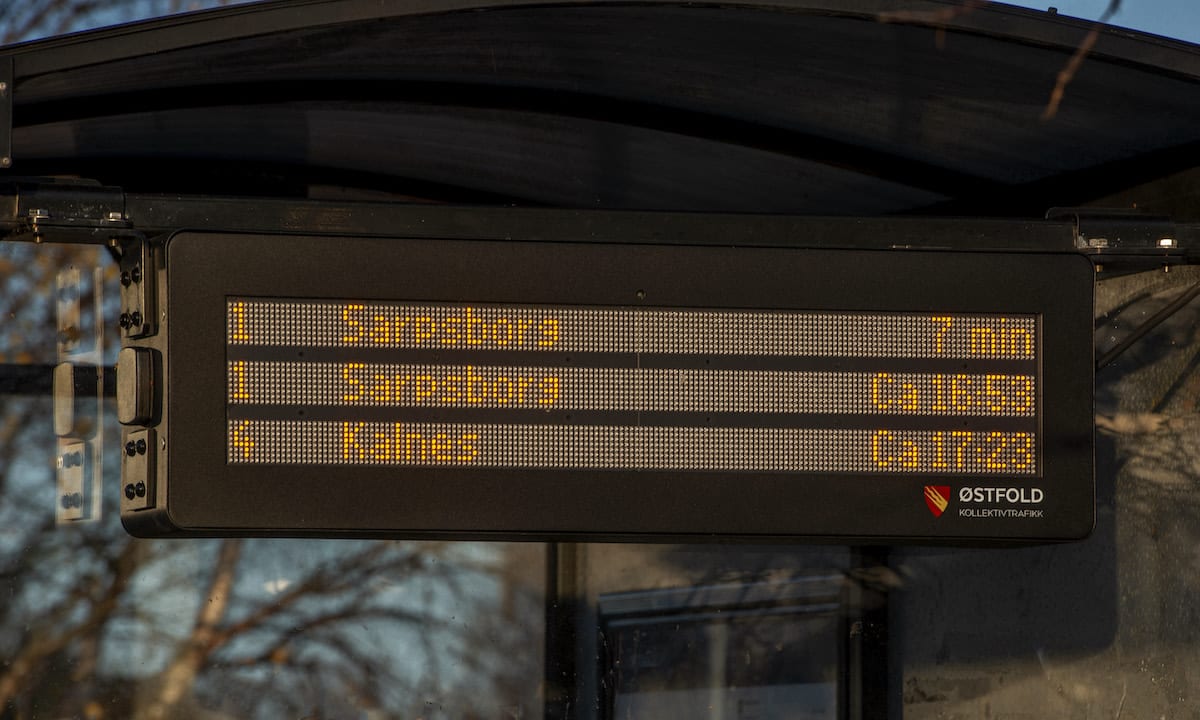 1 Sarpsborg 7 min
1 Sarpsborg Ca 16:53
4 Kalnes Ca 17:23
ØSTFOLD
KOLLEKTIVTRAFIKK